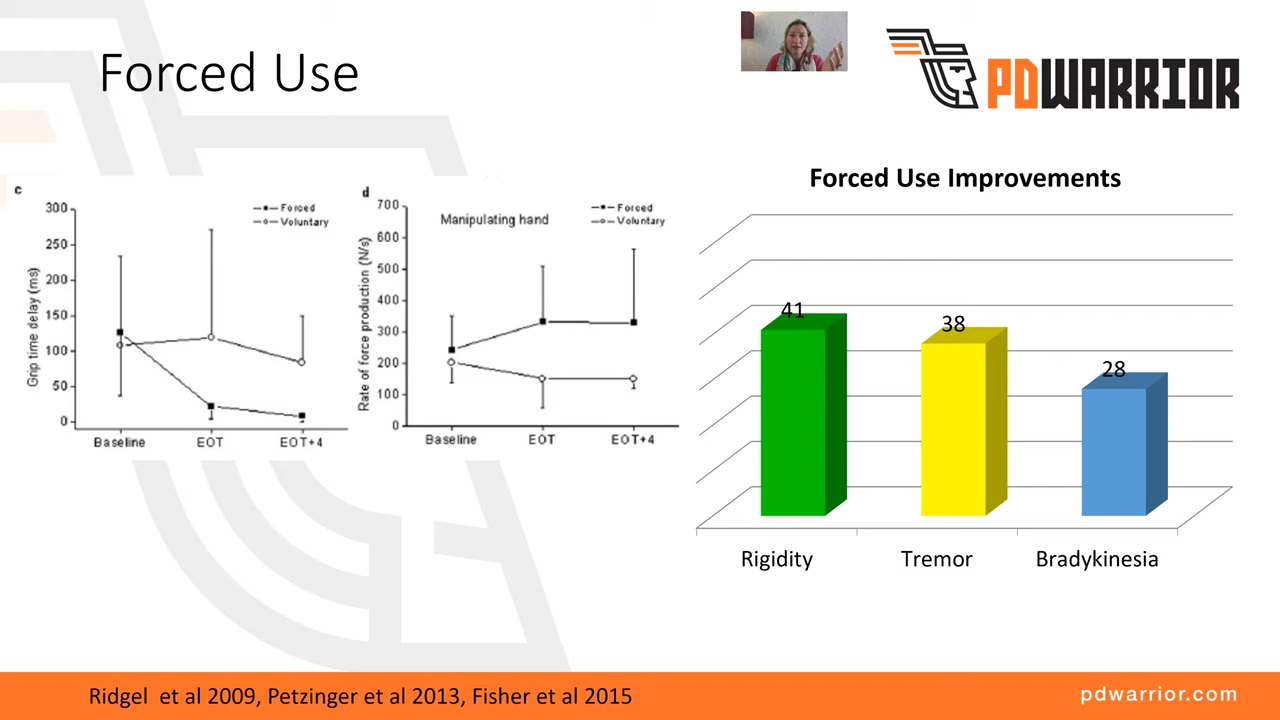 Forced Use
PDWARRIOR
c
300
250
200
150
100
50
0
Grip time delay (ms)
Forced
Voluntary
Baseline
EOT
EOT+4
d
700
600
500
400
300
200
100
0
Rate of force production (N/s)
Manipulating hand
Forced
Voluntary
Baseline
EOT
EOT+4
Forced Use Improvements
41
38
28
Rigidity
Tremor
Bradykinesia
Ridgel et al 2009, Petzinger et al 2013, Fisher et al 2015
pdwarrior.com